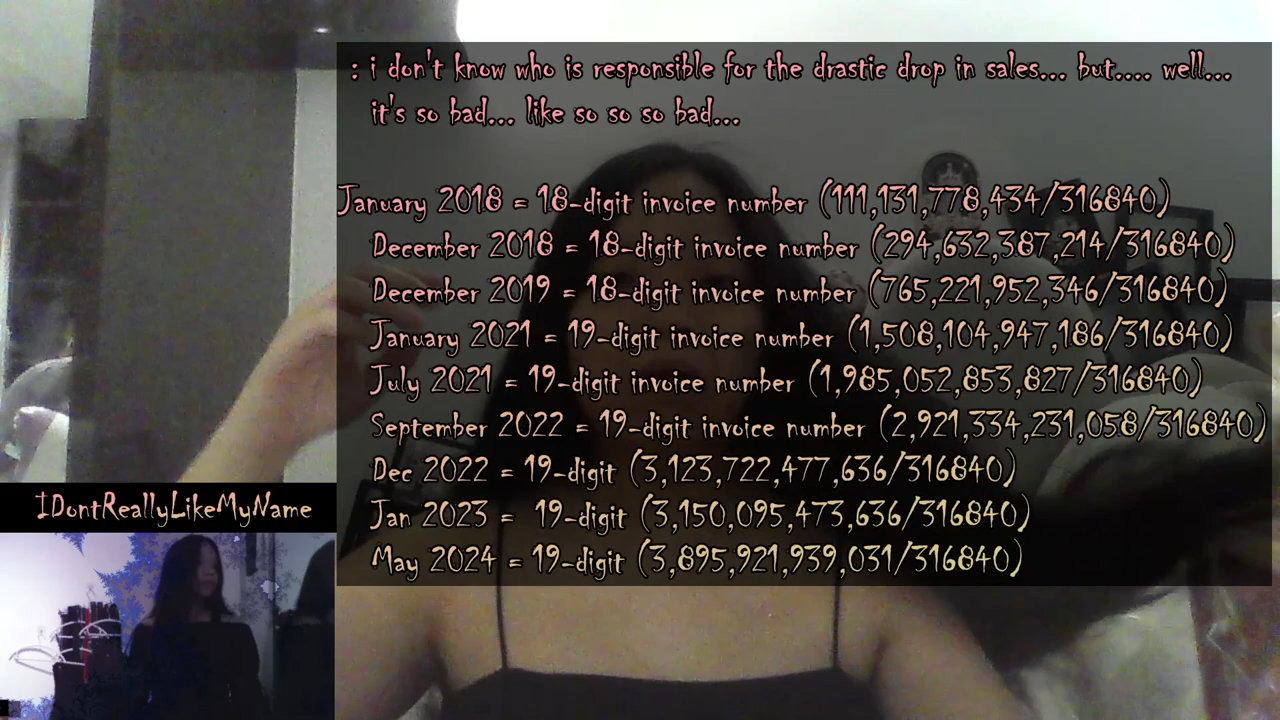 : i don't know who is responsible for the drastic drop in sales... but.... well...
it's so bad... like so so so bad...
January 2018 = 18-digit invoice number (111,131,778,434/316840)
December 2018 = 18-digit invoice number (294,632,387,214/316840)
December 2019 = 18-digit invoice number (765,221,952,346/316840)
January 2021 = 19-digit invoice number (1,508,104,947,186/316840)
July 2021 = 19-digit invoice number (1,985,052,853,827/316840)
September 2022 = 19-digit invoice number (2,921,334,231,058/316840)
Dec 2022 = 19-digit (3,123,722,477,636/316840)
Jan 2023 = 19-digit (3,150,095,473,636/316840)
May 2024 = 19-digit (3,895,921,939,031/316840)
IDontReallyLikeMyName